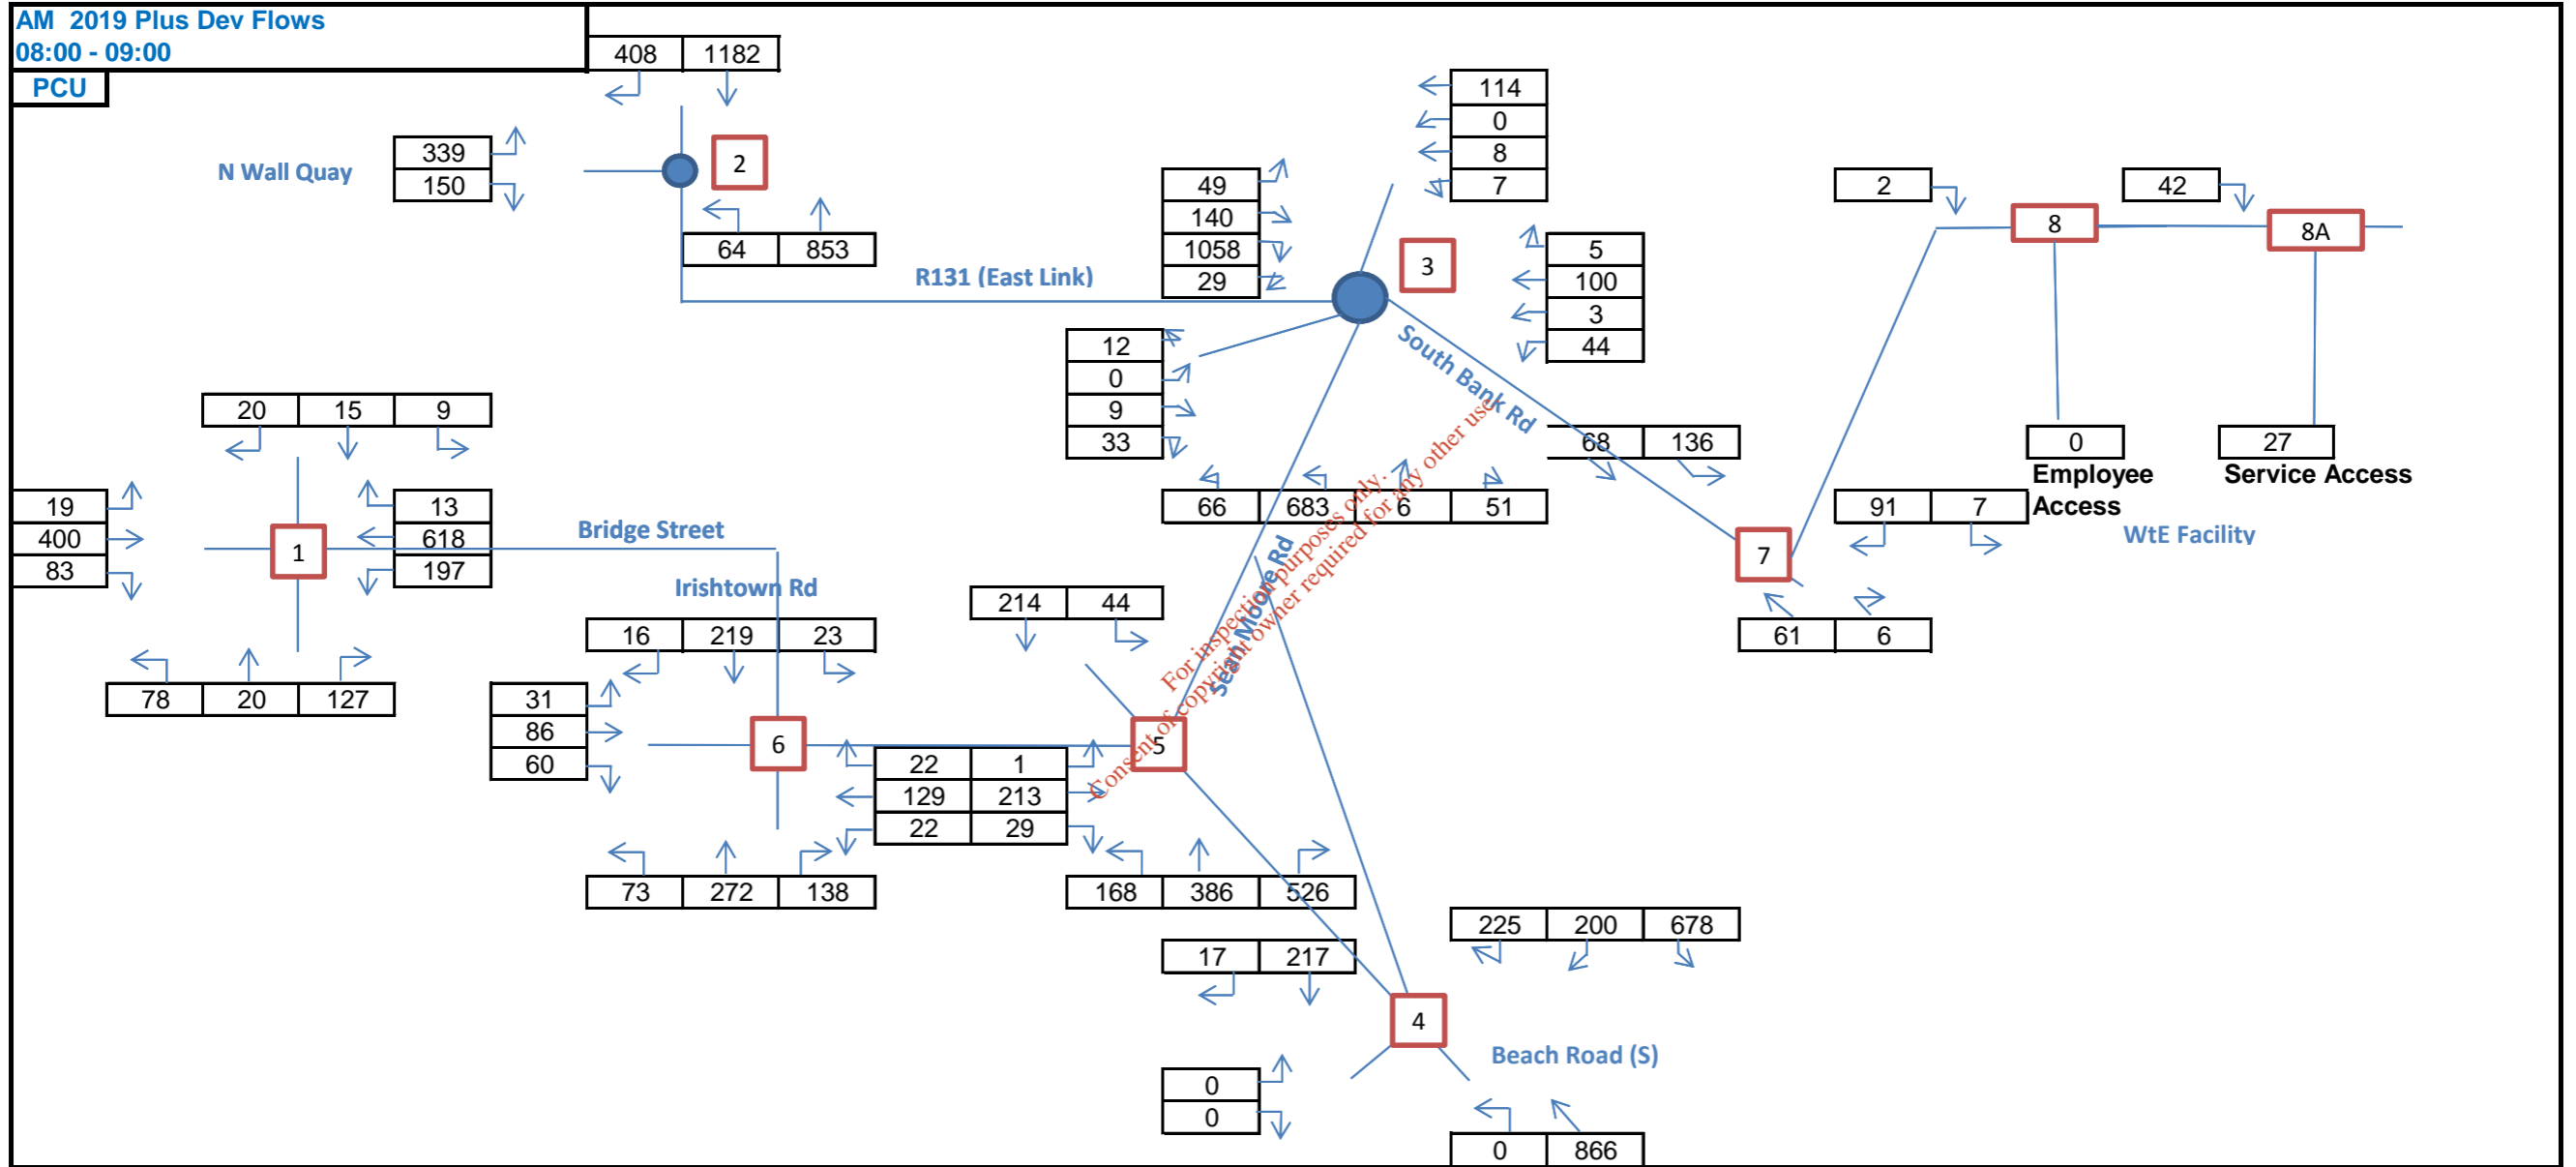 AM 2019 Plus Dev Flows
08:00 - 09:00
PCU
408 1182
N Wall Quay
339
150
2
64 853
R131 (East Link)
49
140
1058
29
114
0
8
7
3
5
100
3
44
12
0
9
33
South Bank Rd
66 683 6 51
68 136
2
8
42
8A
0
Employee
Access
27
Service Access
WtE Facility
91 7
7
61 6
20 15 9
19
400
83
1
13
618
197
78 20 127
Bridge Street
Irishtown Rd
16 219 23
31
86
60
6
22 1
129 213
22 29
73 272 138
214 44
5
Sean Moore Rd
For inspection purposes only.
Consent of copyright owner required for any other use.
168 386 526
17 217
225 200 678
4
Beach Road (S)
0
0
0 866